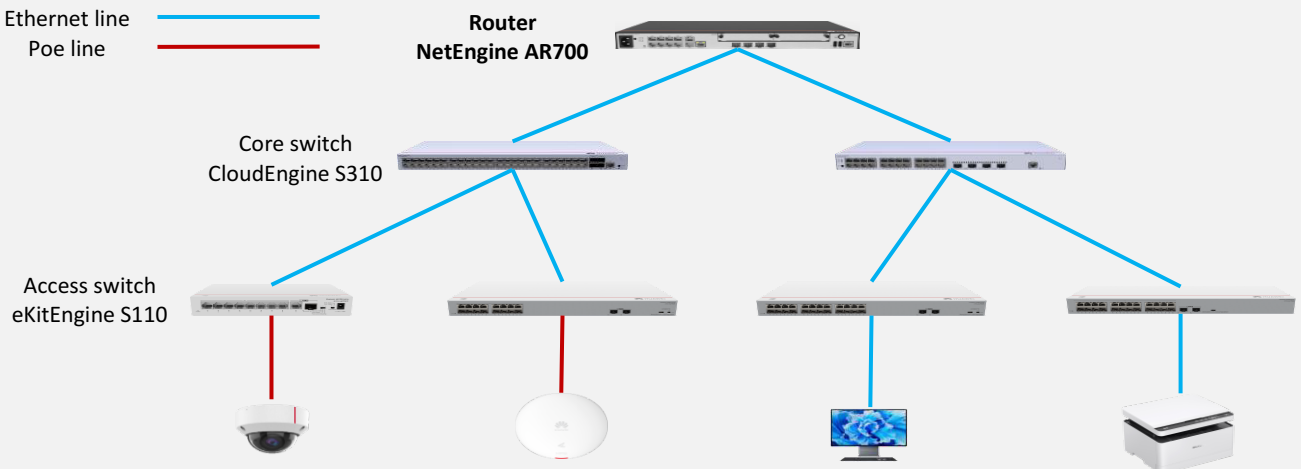 Ethernet line
Poe line
Router
NetEngine AR700
Core switch
CloudEngine S310
Access switch
eKitEngine S110